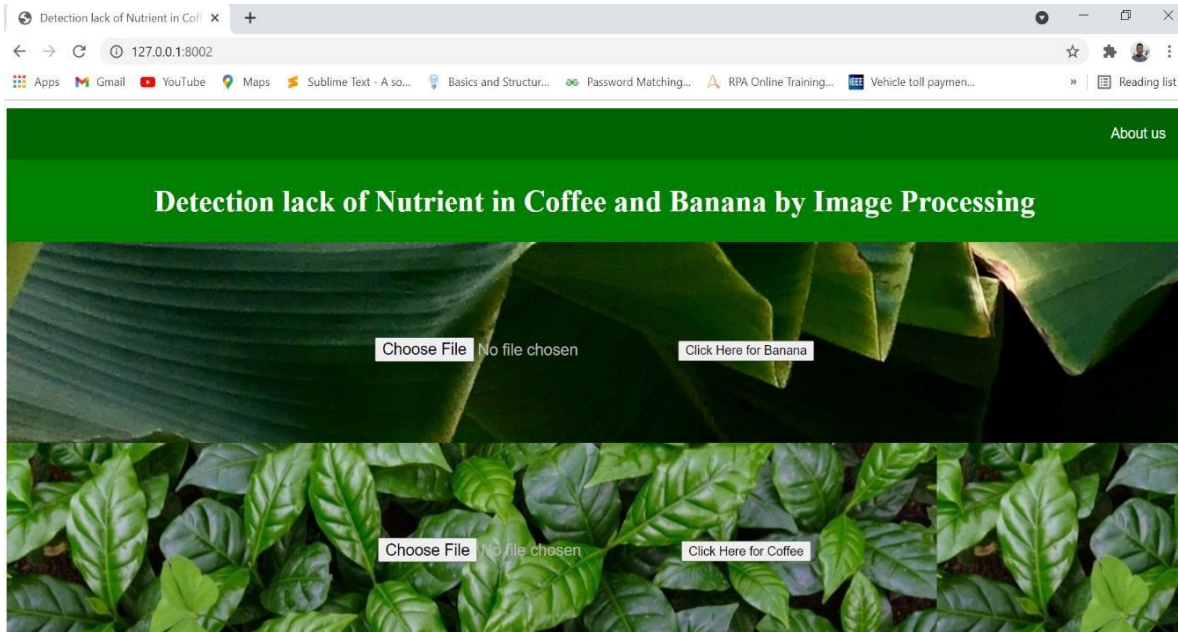 Detection lack of Nutrient in Coff
127.0.0.1:8002
Apps Gmail YouTube Maps Sublime Text - A so... Basics and Structur... Password Matching... RPA Online Training... IEEE Vehicle toll paymen... » Reading list
About us
Detection lack of Nutrient in Coffee and Banana by Image Processing
Choose File No file chosen Click Here for Banana
Choose File No file chosen Click Here for Coffee